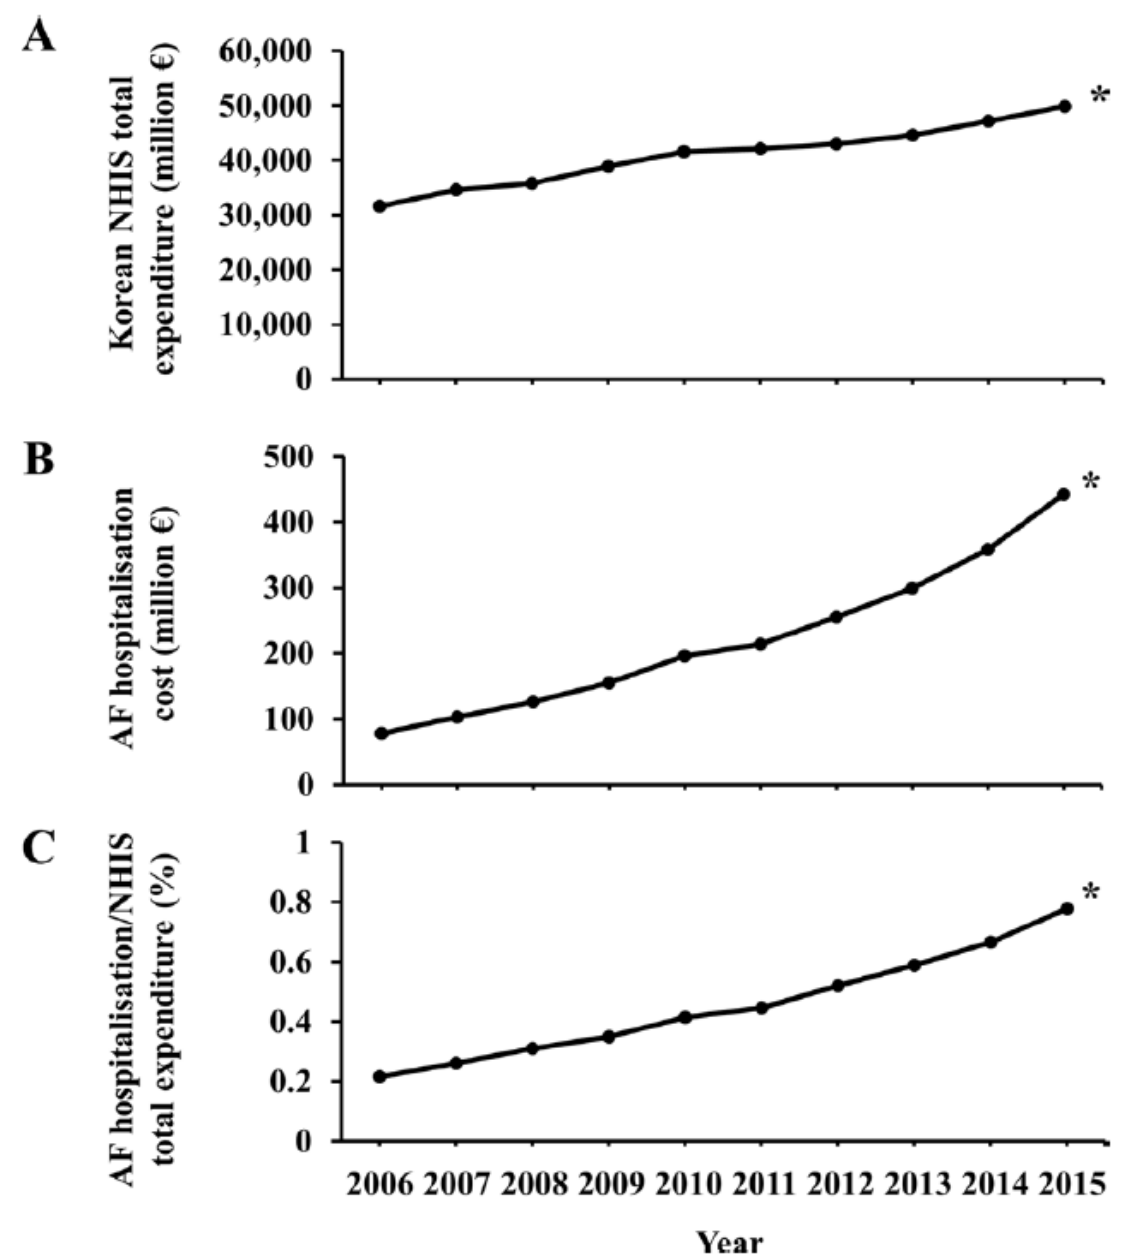 A
Korean NHIS total
expenditure (million €)
60,000
50,000
40,000
30,000
20,000
10,000
0
*
B
AF hospitalisation
cost (million €)
500
400
300
200
100
0
*
C
AF hospitalisation/NHIS
total expenditure (%)
1
0.8
0.6
0.4
0.2
0
*
2006 2007 2008 2009 2010 2011 2012 2013 2014 2015
Year